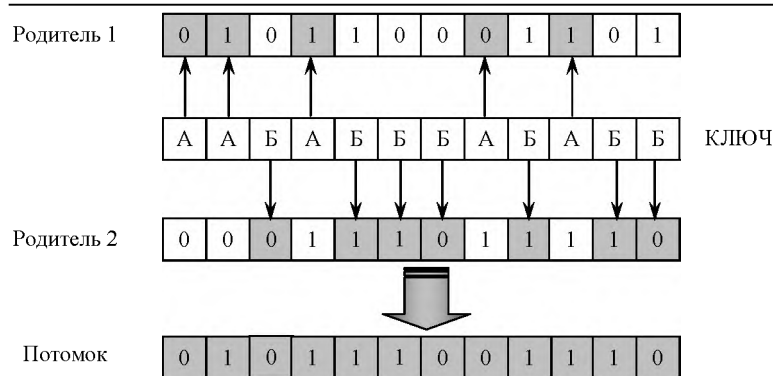 Родитель 1 0 1 0 1 1 0 0 0 1 1 0 1
А А Б А Б Б Б А Б А Б Б КЛЮЧ
Родитель 2 0 0 0 1 1 1 0 1 1 1 1 0
Потомок 0 1 0 1 1 1 0 0 1 1 1 0